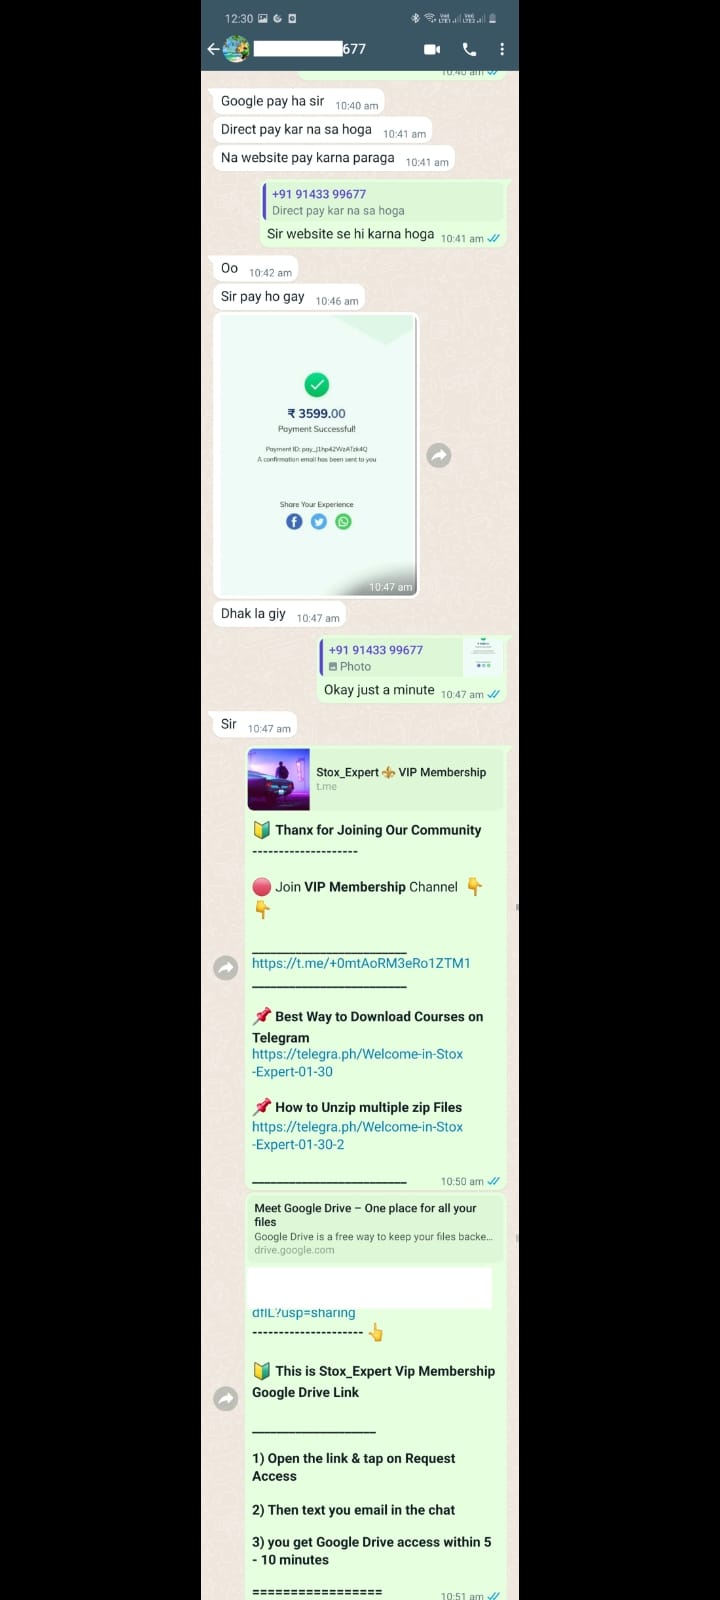 12:30
677
10:40 am
Google pay ha sir 10:40 am
Direct pay kar na sa hoga 10:41 am
Na website pay karna paraga 10:41 am
+91 91433 99677
Direct pay kar na sa hoga
Sir website se hi karna hoga 10:41 am
Oo 10:42 am
Sir pay ho gay 10:46 am
₹ 3599.00
Payment Successful!
Payment ID: pay_J1hp42WzATzk4Q
A confirmation email has been sent to you
Share Your Experience
10:47 am
Dhak la giy 10:47 am
+91 91433 99677
Photo
Okay just a minute 10:47 am
Sir 10:47 am
Stox_Expert ⚜️ VIP Membership
t.me
🔰 Thanx for Joining Our Community
--------------------
🔴 Join VIP Membership Channel 👇
👇
https://t.me/+0mtAoRM3eRo1ZTM1
📌 Best Way to Download Courses on
Telegram
https://telegra.ph/Welcome-in-Stox
-Expert-01-30
📌 How to Unzip multiple zip Files
https://telegra.ph/Welcome-in-Stox
-Expert-01-30-2
10:50 am
Meet Google Drive – One place for all your
files
Google Drive is a free way to keep your files backe...
drive.google.com
dfIL?usp=sharing
--------------------- 👆
🔰 This is Stox_Expert Vip Membership
Google Drive Link
1) Open the link & tap on Request
Access
2) Then text you email in the chat
3) you get Google Drive access within 5
- 10 minutes
=================
10:51 am